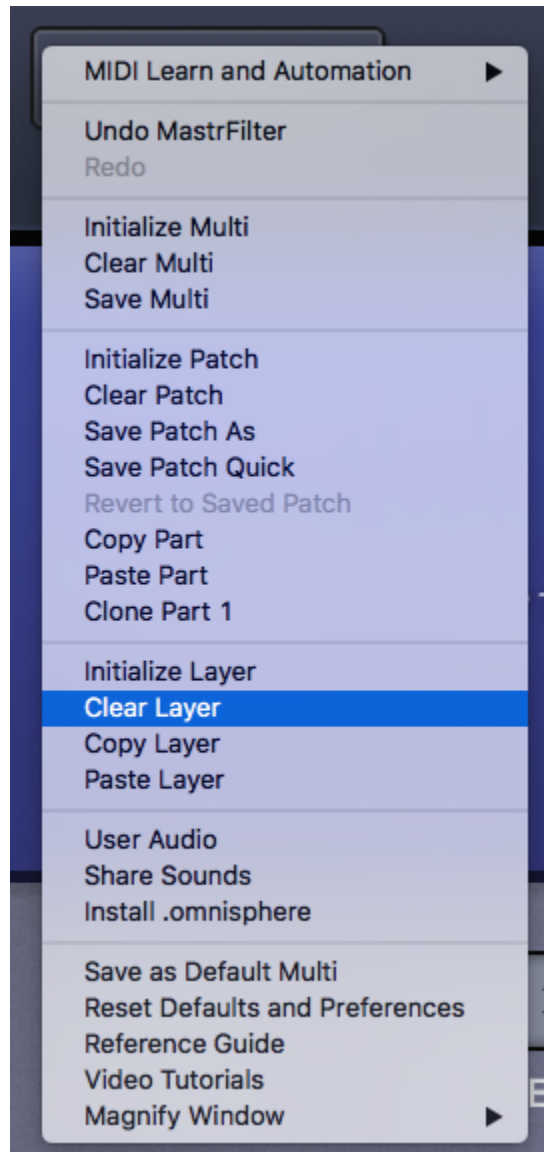 MIDI Learn and Automation
Undo MastrFilter
Redo
Initialize Multi
Clear Multi
Save Multi
Initialize Patch
Clear Patch
Save Patch As
Save Patch Quick
Revert to Saved Patch
Copy Part
Paste Part
Clone Part 1
Initialize Layer
Clear Layer
Copy Layer
Paste Layer
User Audio
Share Sounds
Install .omnisphere
Save as Default Multi
Reset Defaults and Preferences
Reference Guide
Video Tutorials
Magnify Window